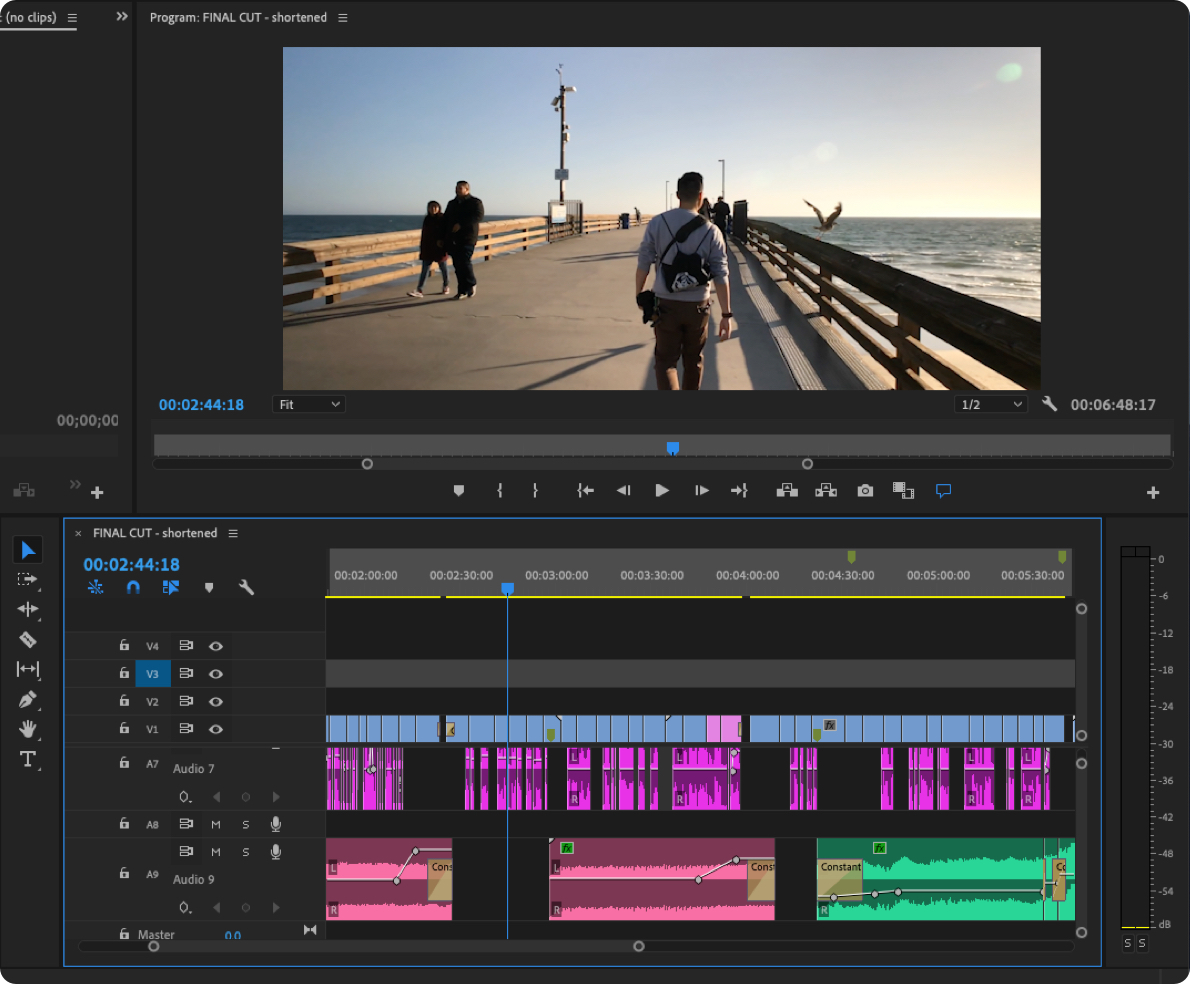 : (no clips)
Program: FINAL CUT - shortened
00:02:44:18
Fit
1/2
00:06:48:17
00;00;00
× FINAL CUT - shortened
00:02:44:18
00:02:00:00 00:02:30:00 00:03:00:00 00:03:30:00 00:04:00:00 00:04:30:00 00:05:00:00 00:05:30:00
V4
V3
V2
V1
fx
A7
Audio 7
L L L L
R R R R
A8 M S
M S
A9
Audio 9
fx fx fx
L Cons L Const Constant Co
R R R
Master 0.0
0
-6
-12
-18
-24
-30
-36
-42
-48
-54
dB
S S
T